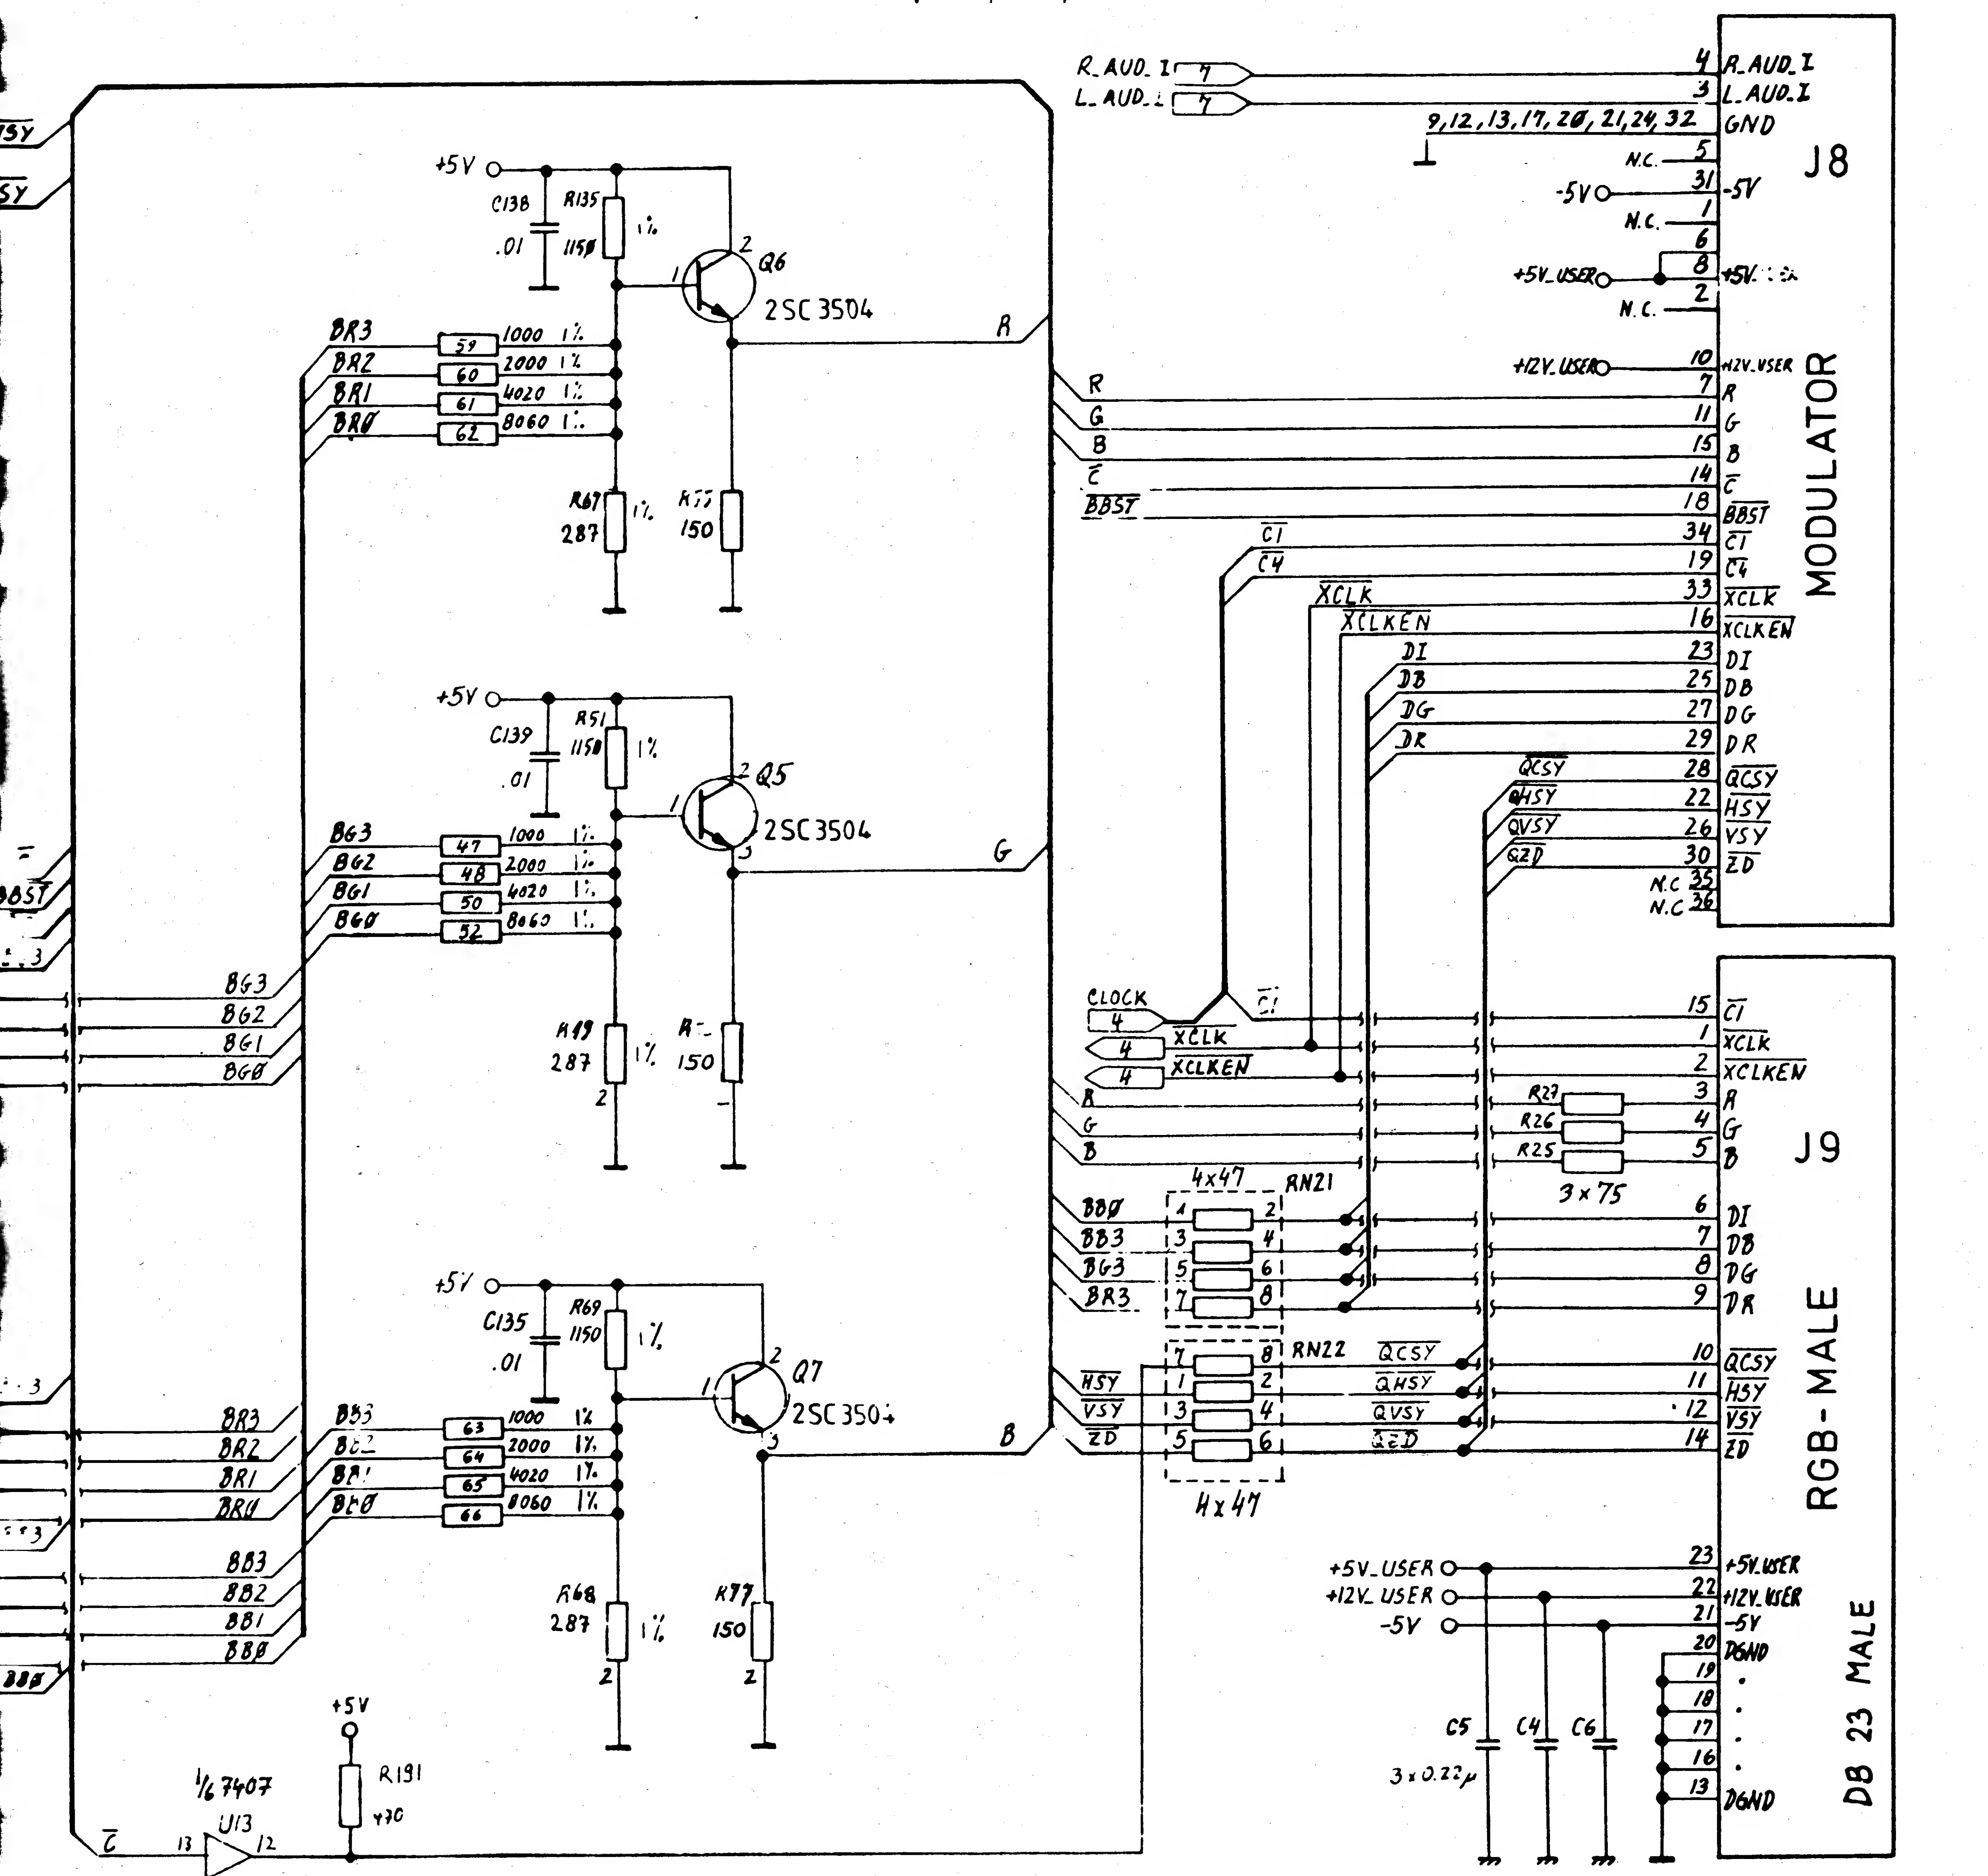 R_AUD_I 7 4 R_AUD_I
7 3 L_AUD_I
9,12,13,17,20,21,24,32 GND
N.C. 5
J8
-5V 31 -5V
N.C. 1
6
+5V_USER 8
2
N.C.
+12V_USER 10 +12V_USER
R 7 R
G 11 G
B 15 B
C 14 C
BBST 18 BBST
C1 34 C1
C4 19 C4
XCLK 33 XCLK
XCLKEN 16 XCLKEN
DI 23 DI
DB 25 DB
DG 27 DG
DR 29 DR
QCSY 28 QCSY
QHSY 22 HSY
QVSY 26 VSY
QZD 30 ZD
N.C 35
N.C 36
MODULATOR
+5V
C138 R135
.01 115Ø 1%
2
1 Q6
2SC3504
BR3 59 1000 1%
BR2 60 2000 1%
BR1 61 4020 1%
BRØ 62 8060
R
R67 1%
287 150
+5V
C139 R51
.01 115Ø 1%
2 Q5
1
2SC3504
3
BG3 47 1000 1%
BG2 48 2000
BG1 50 4020 1%
BGØ 52 8060
G
BBST
BG3
BG2
BG1
BGØ
R49
287 1% 150
2
+5V
C135 R69
.01 1150 1%
2
1 Q7
3
BR3 63 1000 1%
BR2 64 2000 1%
BR1 65 4020 1%
BRØ 66 8060 1%
B
BB3
BB2
BB1
BBØ
BBØ
R68 R77
287 1% 150
2 2
+5V
R191
470
1/6 7407
U13
C 13 12
CLOCK
4 C1 15 C1
4 XCLK 1 XCLK
4 XCLKEN 2 XCLKEN
R R27 3 R
G R26 4 G
B R25 5 B
3x75
J9
4x47 RN21
BBØ 1 2 6 DI
BB3 3 4 7 DB
BG3 5 6 8 DG
BR3 7 8 9 DR
7 8 RN22 QCSY 10 QCSY
HSY 1 2 QHSY 11 HSY
VSY 3 4 QVSY 12 VSY
ZD 5 6 QZD 14 ZD
4x47
RGB-MALE
+5V_USER 23 +5V_USER
+12V_USER 22 +12V_USER
-5V 21 -5V
20 DGND
19
18
17
16
13 DGND
C5 C4 C6
3x0.22µ
DB 23 MALE